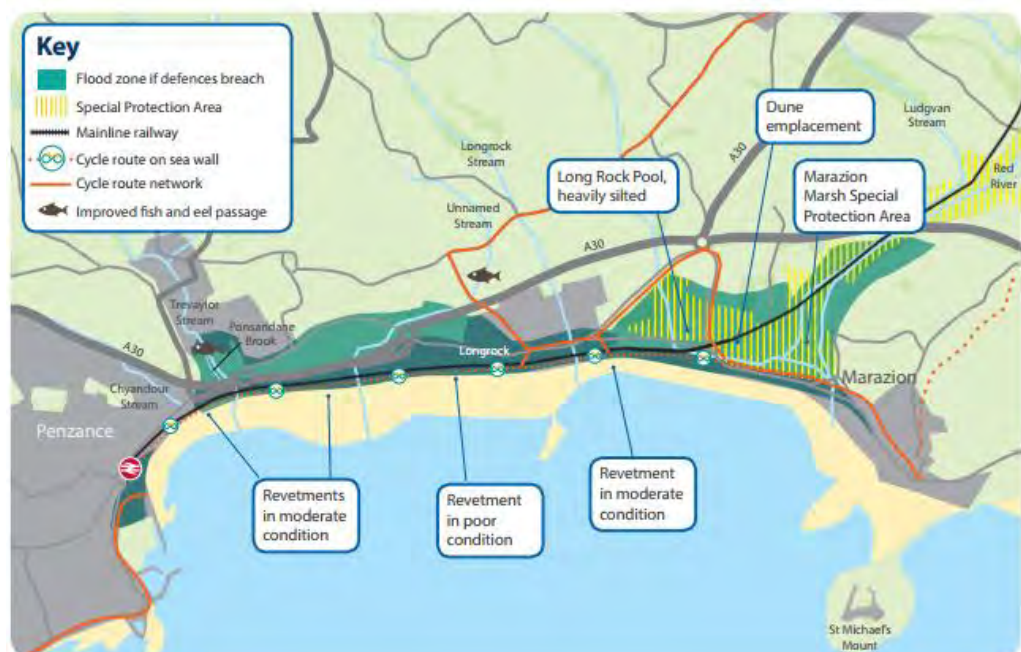 Key
Flood zone if defences breach
Special Protection Area
Mainline railway
Cycle route on sea wall
Cycle route network
Improved fish and eel passage
Dune
emplacement
Ludgvan
Stream
A30
Longrock
Stream
Long Rock Pool,
heavily silted
Marazion
Marsh Special
Protection Area
Red
River
Unnamed
Stream
A30
Trevaylor
Stream
Ponsandane
Brook
A30
Longrock
Chyandour
Stream
Marazion
Penzance
Revetments
in moderate
condition
Revetment
in poor
condition
Revetment
in moderate
condition
St Michael's
Mount